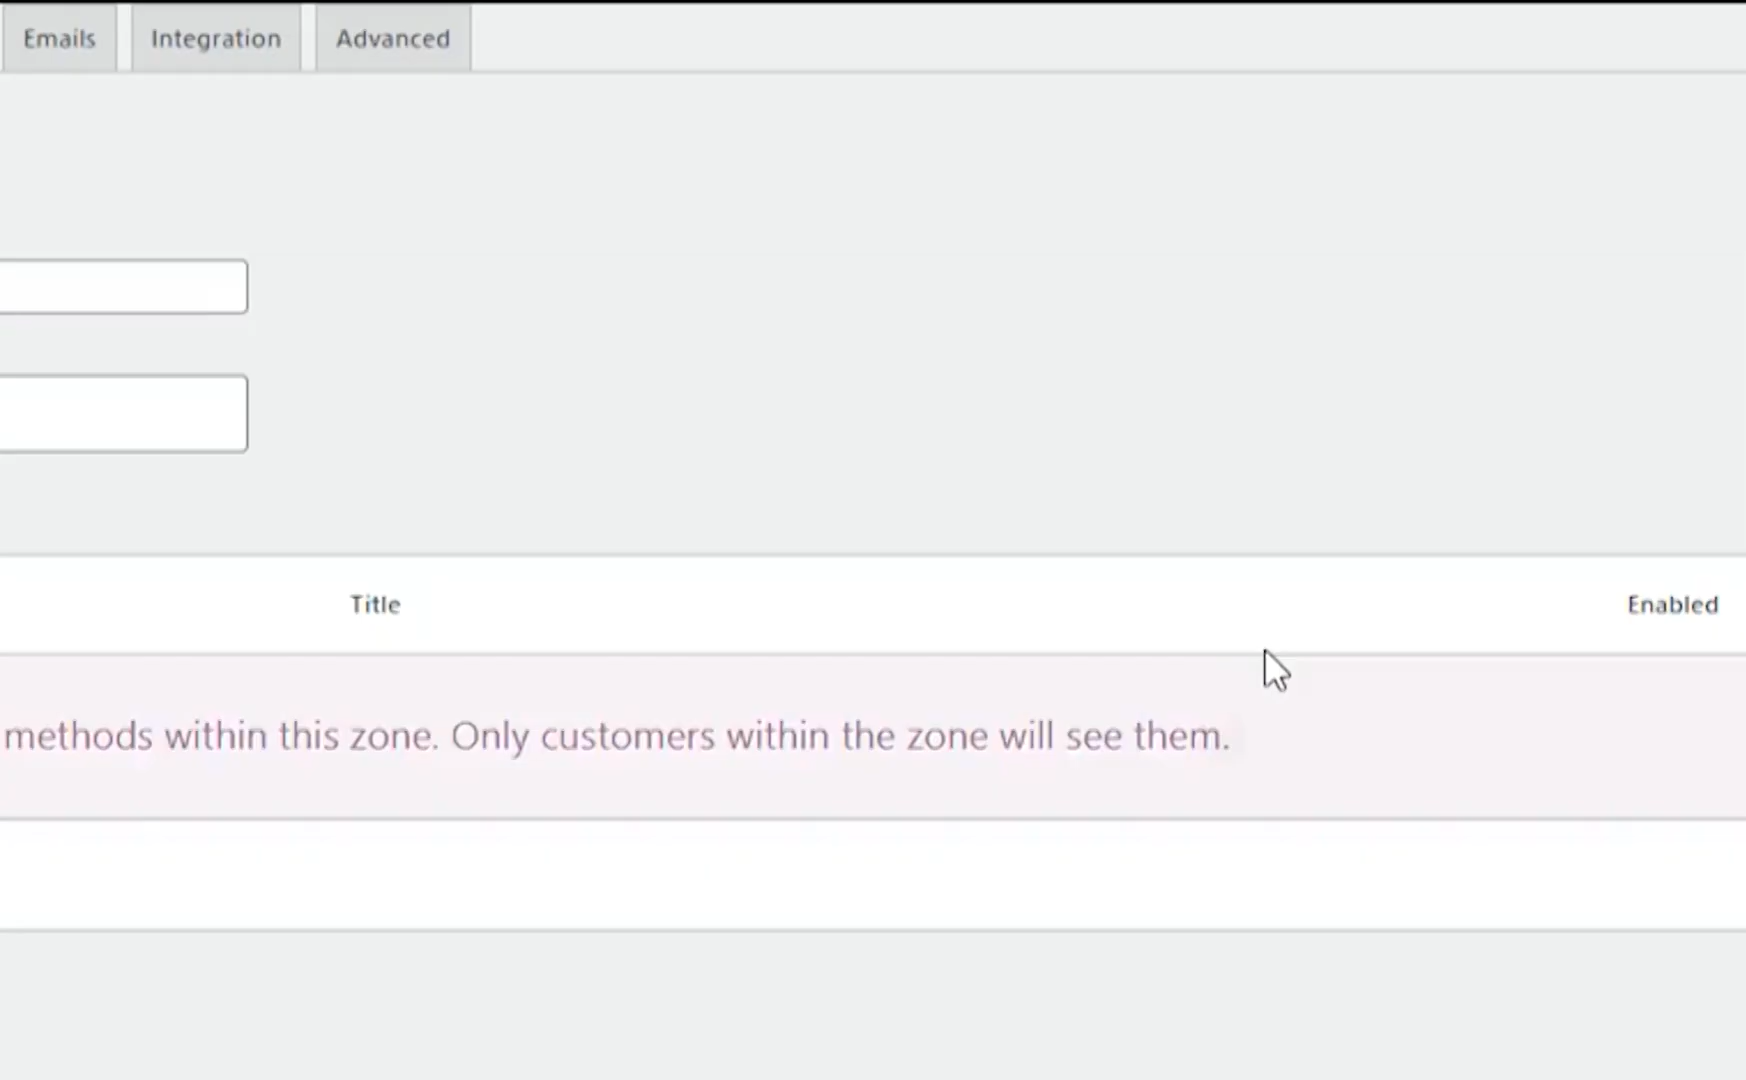 Emails Integration Advanced
Title Enabled
methods within this zone. Only customers within the zone will see them.